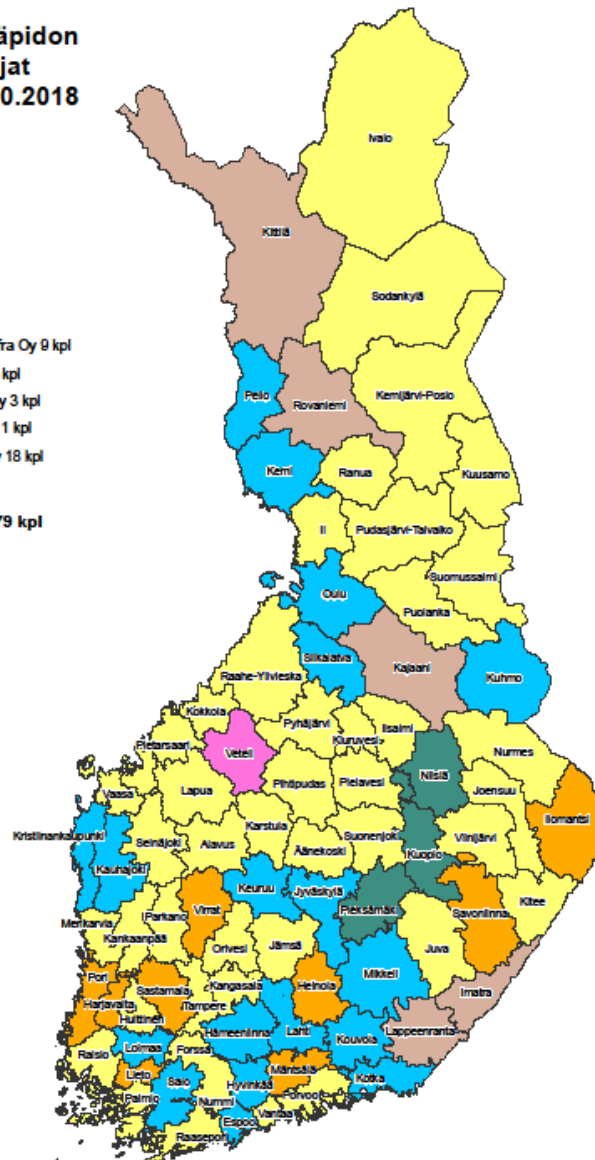 äpidon
jat
0.2018
Ivalo
Kittilä
Sodankylä
fra Oy 9 kpl
kpl
y 3 kpl
1 kpl
y 18 kpl
79 kpl
Pello
Rovaniemi
Kemijärvi-Posio
Kemi
Ranua
Kuusamo
Ii
Pudasjärvi-Taivalko
Suomussalmi
Oulu
Puolanka
Siikalatva
Kajaani
Kuhmo
Raahe-Ylivieska
Kokkola
Pyhäjärvi
Kiuruvesi
Iisalmi
Nurmes
Pietarsaari
Veteli
Nilsiä
Vaasa
Lapua
Pihtipudas
Pielavesi
Joensuu
Ilomantsi
Kristiinankaupunki
Seinäjoki
Alavus
Karstula
Äänekoski
Suonenjoki
Kuopio
Viinijärvi
Kauhajoki
Keuruu
Jyväskylä
Pieksämäki
Savonlinna
Kitee
Merikarvia
Parkano
Virrat
Kankaanpää
Orivesi
Jämsä
Juva
Mikkeli
Pori
Sastamala
Kangasala
Heinola
Imatra
Harjavalta
Tampere
Huittinen
Hämeenlinna
Lahti
Kouvola
Lappeenranta
Raisio
Loimaa
Forssa
Lieto
Salo
Mäntsälä
Kotka
Paimio
Nummi
Hyvinkää
Porvoo
Espoo
Vantaa
Raasepori